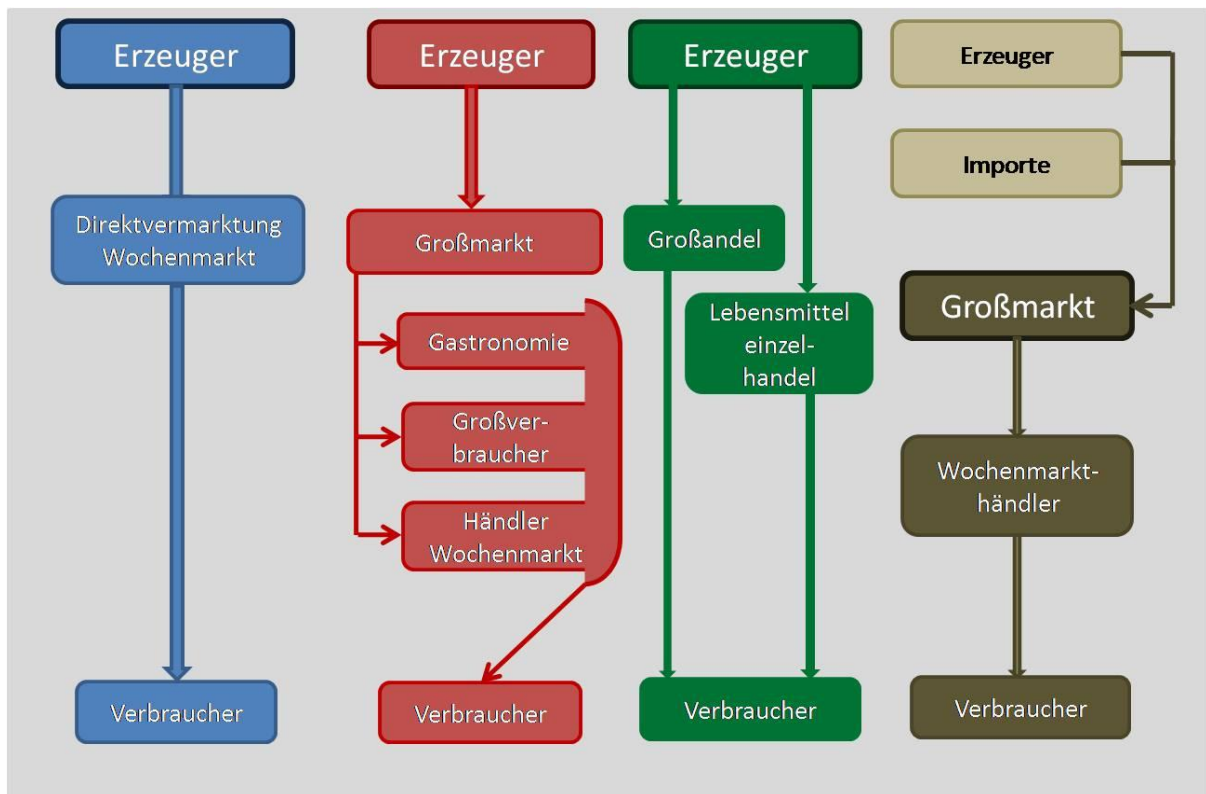 Erzeuger
Direktvermarktung
Wochenmarkt
Verbraucher
Erzeuger
Großmarkt
Gastronomie
Großver-
braucher
Händler
Wochenmarkt
Verbraucher
Erzeuger
Großandel
Lebensmittel
einzel-
handel
Verbraucher
Erzeuger
Importe
Großmarkt
Wochenmarkt-
händler
Verbraucher